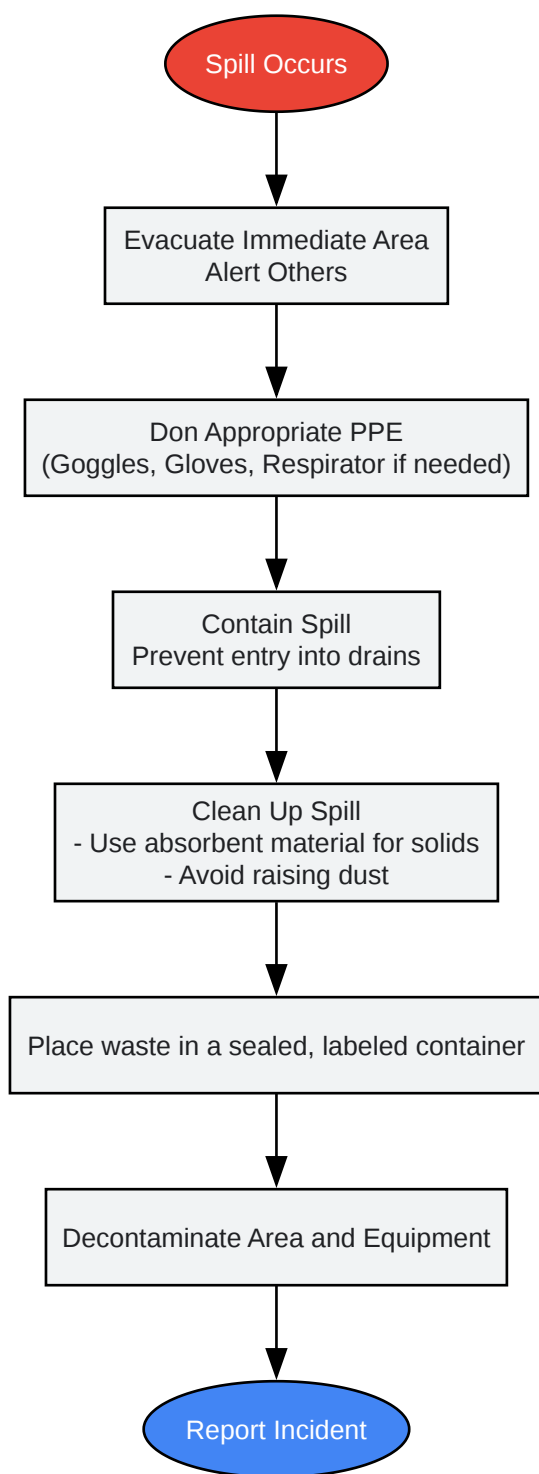 Spill Occurs
Evacuate Immediate Area
Alert Others
Don Appropriate PPE
(Goggles, Gloves, Respirator if needed)
Contain Spill
Prevent entry into drains
Clean Up Spill
- Use absorbent material for solids
- Avoid raising dust
Place waste in a sealed, labeled container
Decontaminate Area and Equipment
Report Incident